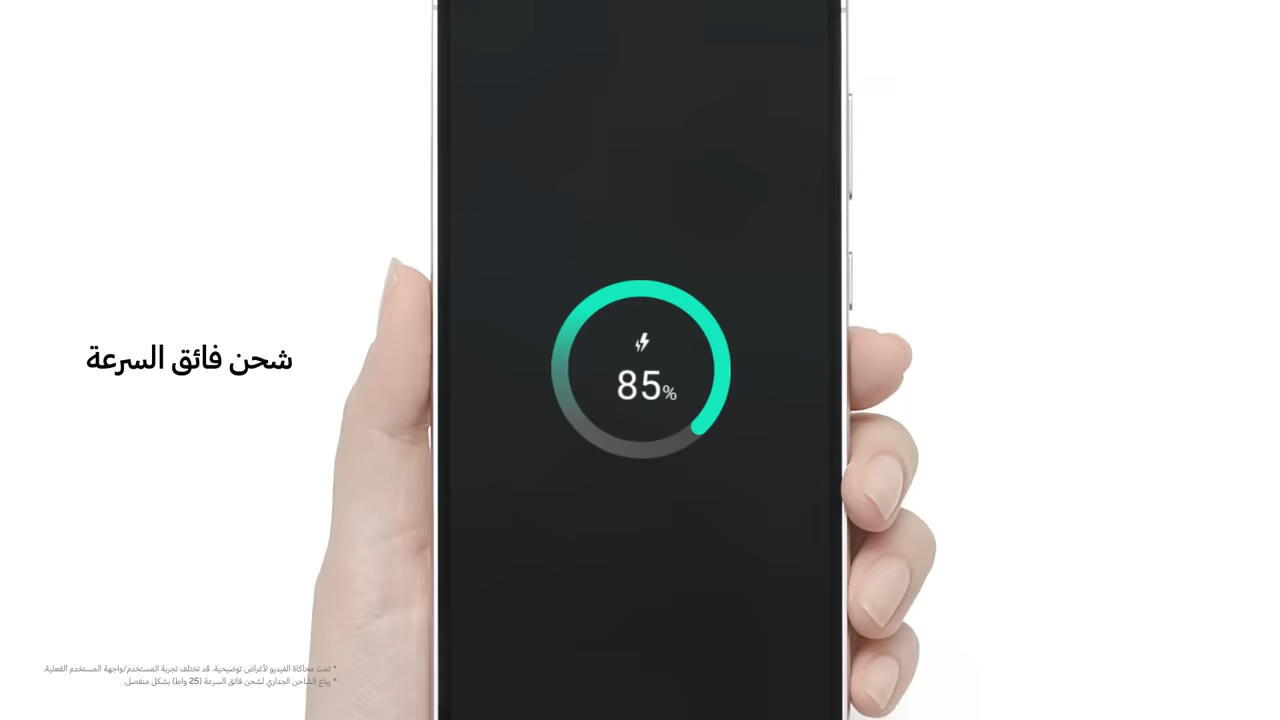 شحن فائق السرعة
85%
* تمت محاكاة الفيديو لأغراض توضيحية. قد تختلف تجربة المستخدم/واجهة المستخدم الفعلية.
* يباع الشاحن الجداري لشحن فائق السرعة (25 واط) بشكل منفصل.